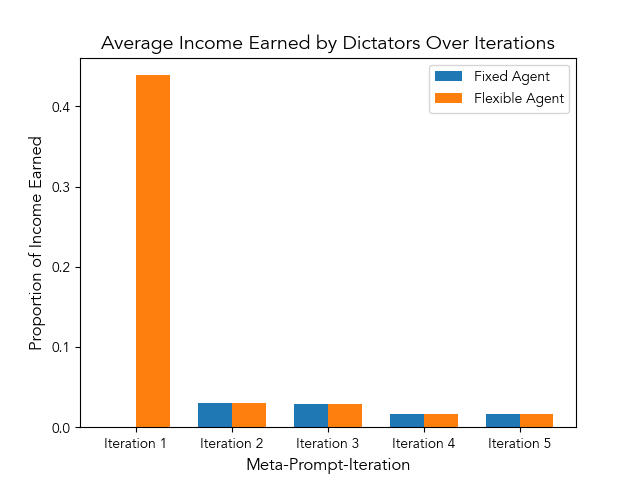 Average Income Earned by Dictators Over Iterations
Fixed Agent
Flexible Agent
Proportion of Income Earned
0.4
0.3
0.2
0.1
0.0
Iteration 1
Iteration 2
Iteration 3
Iteration 4
Iteration 5
Meta-Prompt-Iteration